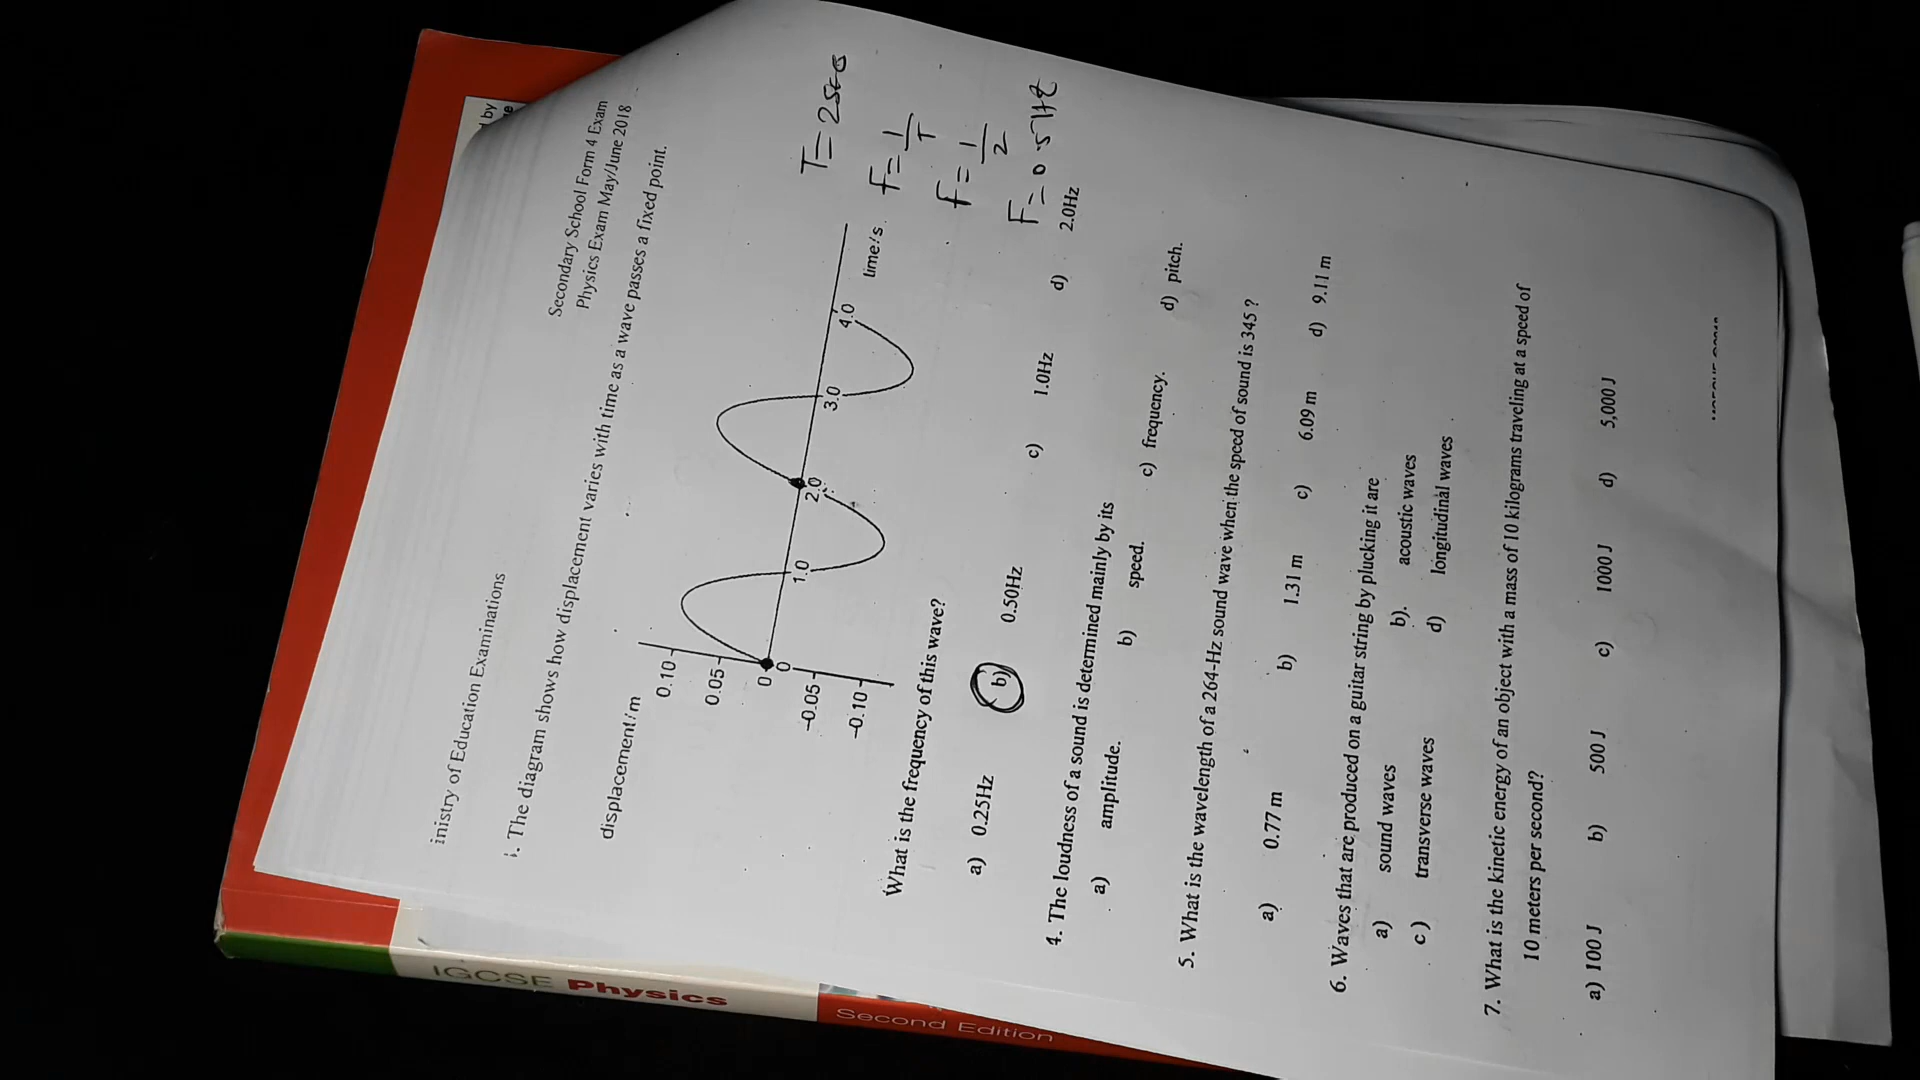 inistry of Education Examinations
Secondary School Form 4 Exam
Physics Exam May/June 2018
by
. The diagram shows how displacement varies with time as a wave passes a fixed point.
displacement/m
0.10
0.05
0
-0.05
-0.10
0
1.0
2.0
3.0
4.0
time/s
T = 2sec
F = 1/T
F = 1/2
F = 0.5Hz
What is the frequency of this wave?
a) 0.25Hz b) 0.50Hz c) 1.0Hz d) 2.0Hz
4. The loudness of a sound is determined mainly by its
a) amplitude. b) speed. c) frequency. d) pitch.
5. What is the wavelength of a 264-Hz sound wave when the speed of sound is 345 ?
a) 0.77 m b) 1.31 m c) 6.09 m d) 9.11 m
6. Waves that are produced on a guitar string by plucking it are
a) sound waves b). acoustic waves
c) transverse waves d) longitudinal waves
7. What is the kinetic energy of an object with a mass of 10 kilograms traveling at a speed of
10 meters per second?
a) 100 J b) 500 J c) 1000 J d) 5,000 J
IGCSE Physics
Second Edition